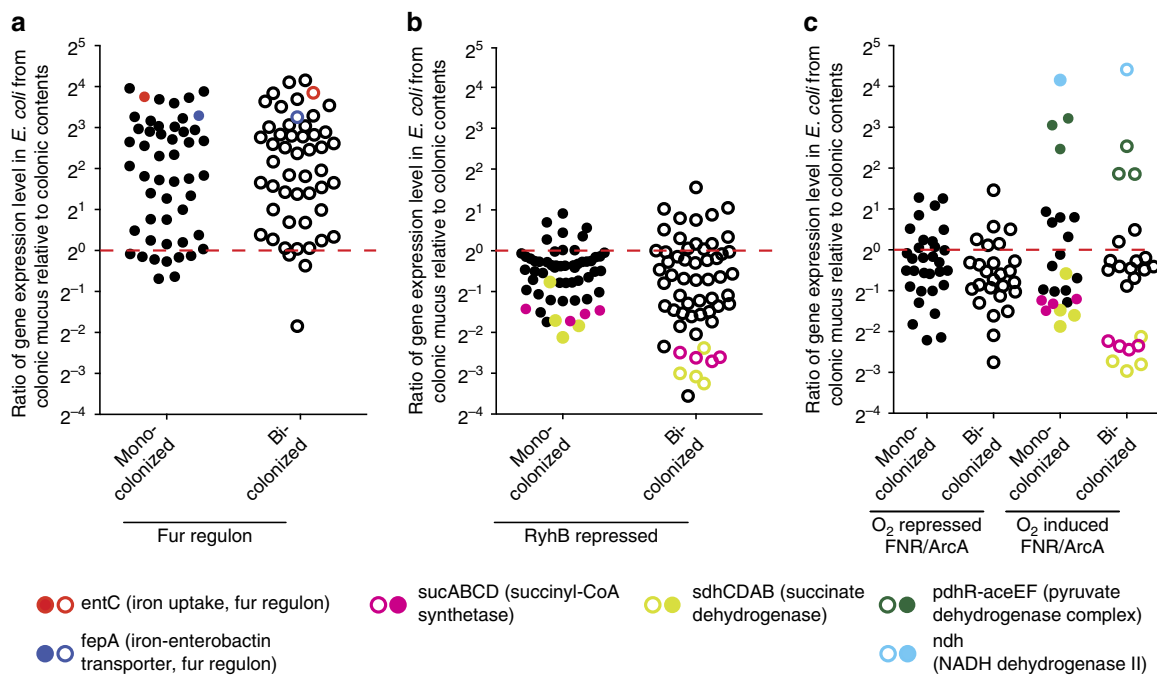 a
Ratio of gene expression level in E. coli from
colonic mucus relative to colonic contents
2^5
2^4
2^3
2^2
2^1
2^0
2^–1
2^–2
2^–3
2^–4
Mono-
colonized
Bi-
colonized
Fur regulon
b
Ratio of gene expression level in E. coli from
colonic mucus relative to colonic contents
2^5
2^4
2^3
2^2
2^1
2^0
2^–1
2^–2
2^–3
2^–4
Mono-
colonized
Bi-
colonized
RyhB repressed
c
Ratio of gene expression level in E. coli from
colonic mucus relative to colonic contents
2^5
2^4
2^3
2^2
2^1
2^0
2^–1
2^–2
2^–3
2^–4
Mono-
colonized
Bi-
colonized
Mono-
colonized
Bi-
colonized
O2 repressed
FNR/ArcA
O2 induced
FNR/ArcA
entC (iron uptake, fur regulon)
fepA (iron-enterobactin
transporter, fur regulon)
sucABCD (succinyl-CoA
synthetase)
sdhCDAB (succinate
dehydrogenase)
pdhR-aceEF (pyruvate
dehydrogenase complex)
ndh
(NADH dehydrogenase II)